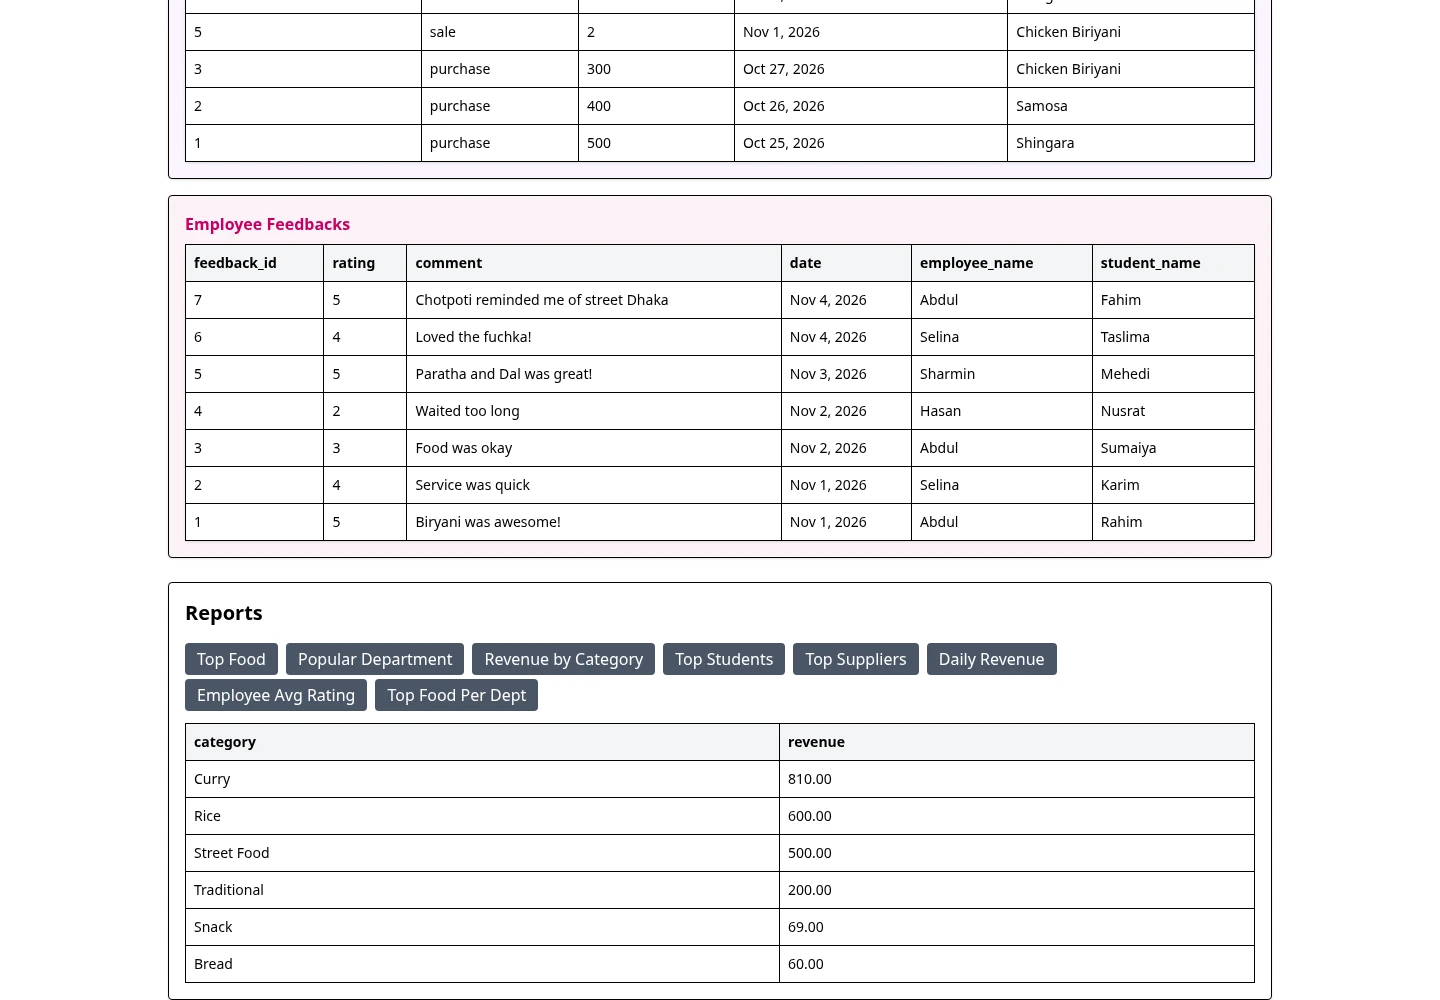 5 sale 2 Nov 1, 2026 Chicken Biriyani
3 purchase 300 Oct 27, 2026 Chicken Biriyani
2 purchase 400 Oct 26, 2026 Samosa
1 purchase 500 Oct 25, 2026 Shingara
Employee Feedbacks
feedback_id rating comment date employee_name student_name
7 5 Chotpoti reminded me of street Dhaka Nov 4, 2026 Abdul Fahim
6 4 Loved the fuchka! Nov 4, 2026 Selina Taslima
5 5 Paratha and Dal was great! Nov 3, 2026 Sharmin Mehedi
4 2 Waited too long Nov 2, 2026 Hasan Nusrat
3 3 Food was okay Nov 2, 2026 Abdul Sumaiya
2 4 Service was quick Nov 1, 2026 Selina Karim
1 5 Biryani was awesome! Nov 1, 2026 Abdul Rahim
Reports
Top Food Popular Department Revenue by Category Top Students Top Suppliers Daily Revenue
Employee Avg Rating Top Food Per Dept
category revenue
Curry 810.00
Rice 600.00
Street Food 500.00
Traditional 200.00
Snack 69.00
Bread 60.00